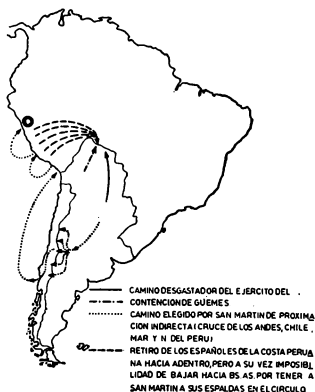 CAMINO DESGASTADOR DEL EJERCITO DEL .
CONTENCION DE GÜEMES
CAMINO ELEGIDO POR SAN MARTIN DE PROXIMA
CION INDIRECTA (CRUCE DE LOS ANDES, CHILE,
MAR Y N DEL PERU)
RETIRO DE LOS ESPAÑOLES DE LA COSTA PERUA
NA HACIA ADENTRO, PERO A SU VEZ IMPOSIBI
LIDAD DE BAJAR HACIA BS AS. POR TENER A
SAN MARTIN A SUS ESPALDAS EN EL CIRCULO